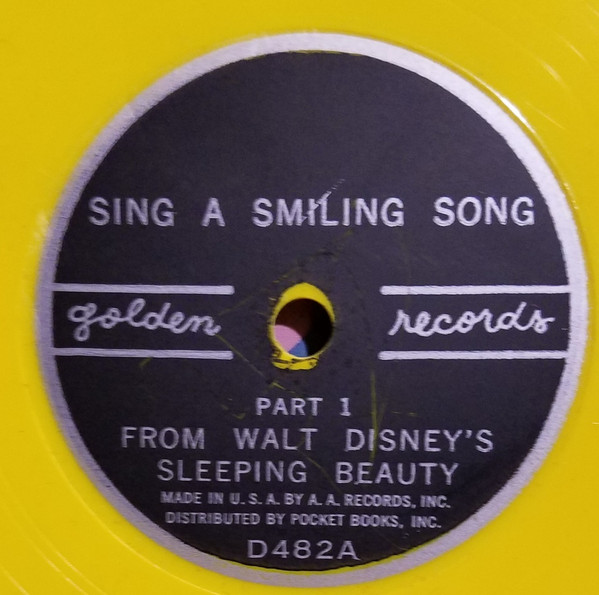 SING A SMILING SONG
golden records
PART 1
FROM WALT DISNEY'S
SLEEPING BEAUTY
MADE IN U.S.A. BY A.A. RECORDS, INC.
DISTRIBUTED BY POCKET BOOKS, INC.
D482A